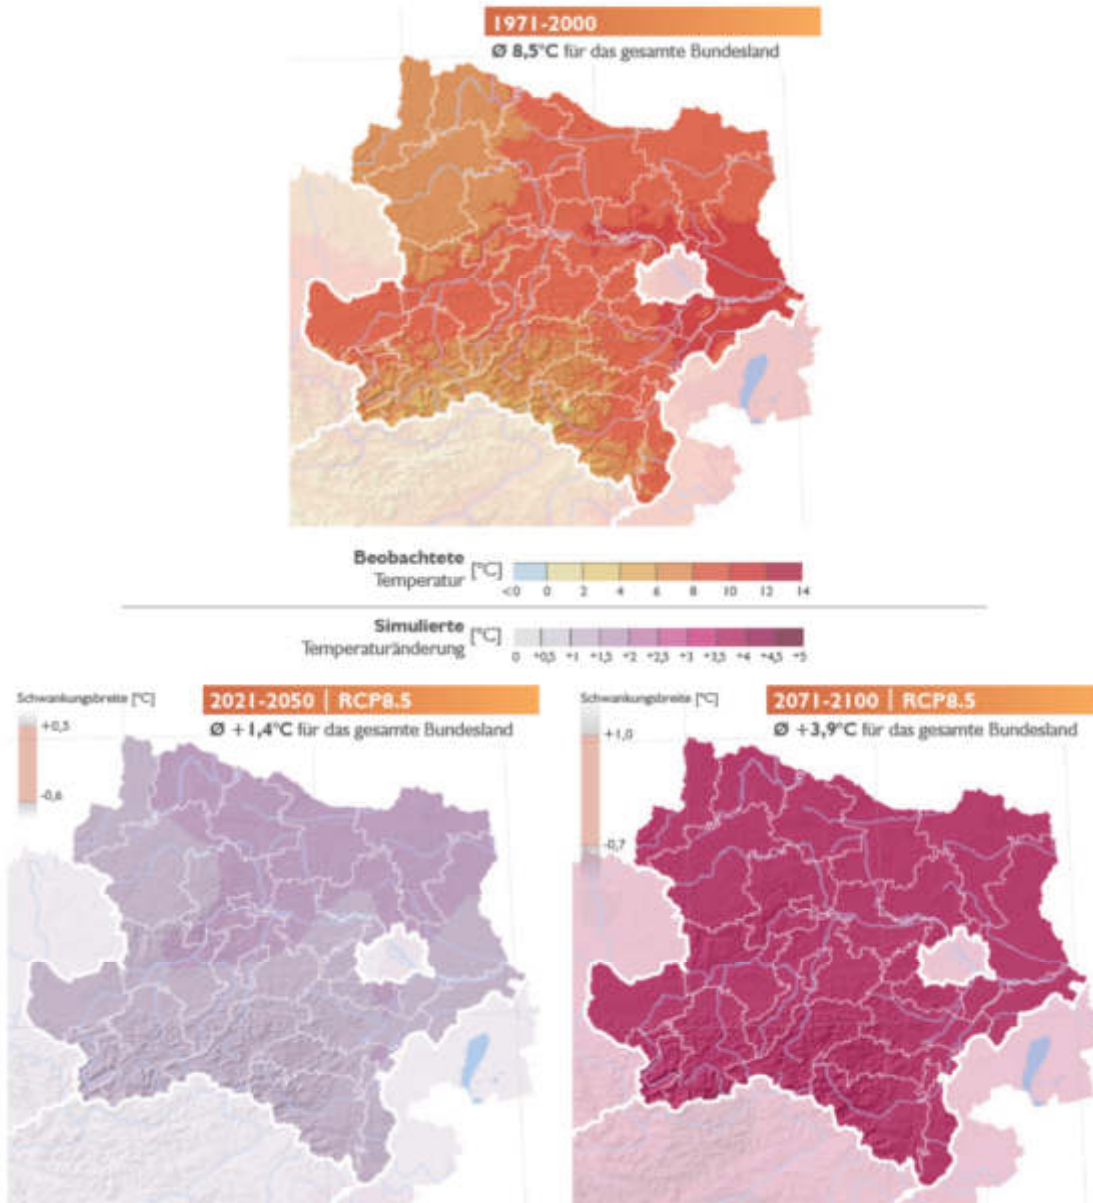 1971-2000
Ø 8,5°C für das gesamte Bundesland
Beobachtete
Temperatur
[°C]
<0 0 2 4 6 8 10 12 14
Simulierte
Temperaturänderung
[°C]
0 +0,5 +1 +1,5 +2 +2,5 +3 +3,5 +4 +4,5 +5
Schwankungsbreite [°C]
2021-2050 | RCP8.5
Ø +1,4°C für das gesamte Bundesland
+0,5
-0,6
Schwankungsbreite [°C]
2071-2100 | RCP8.5
Ø +3,9°C für das gesamte Bundesland
+1,0
-0,7